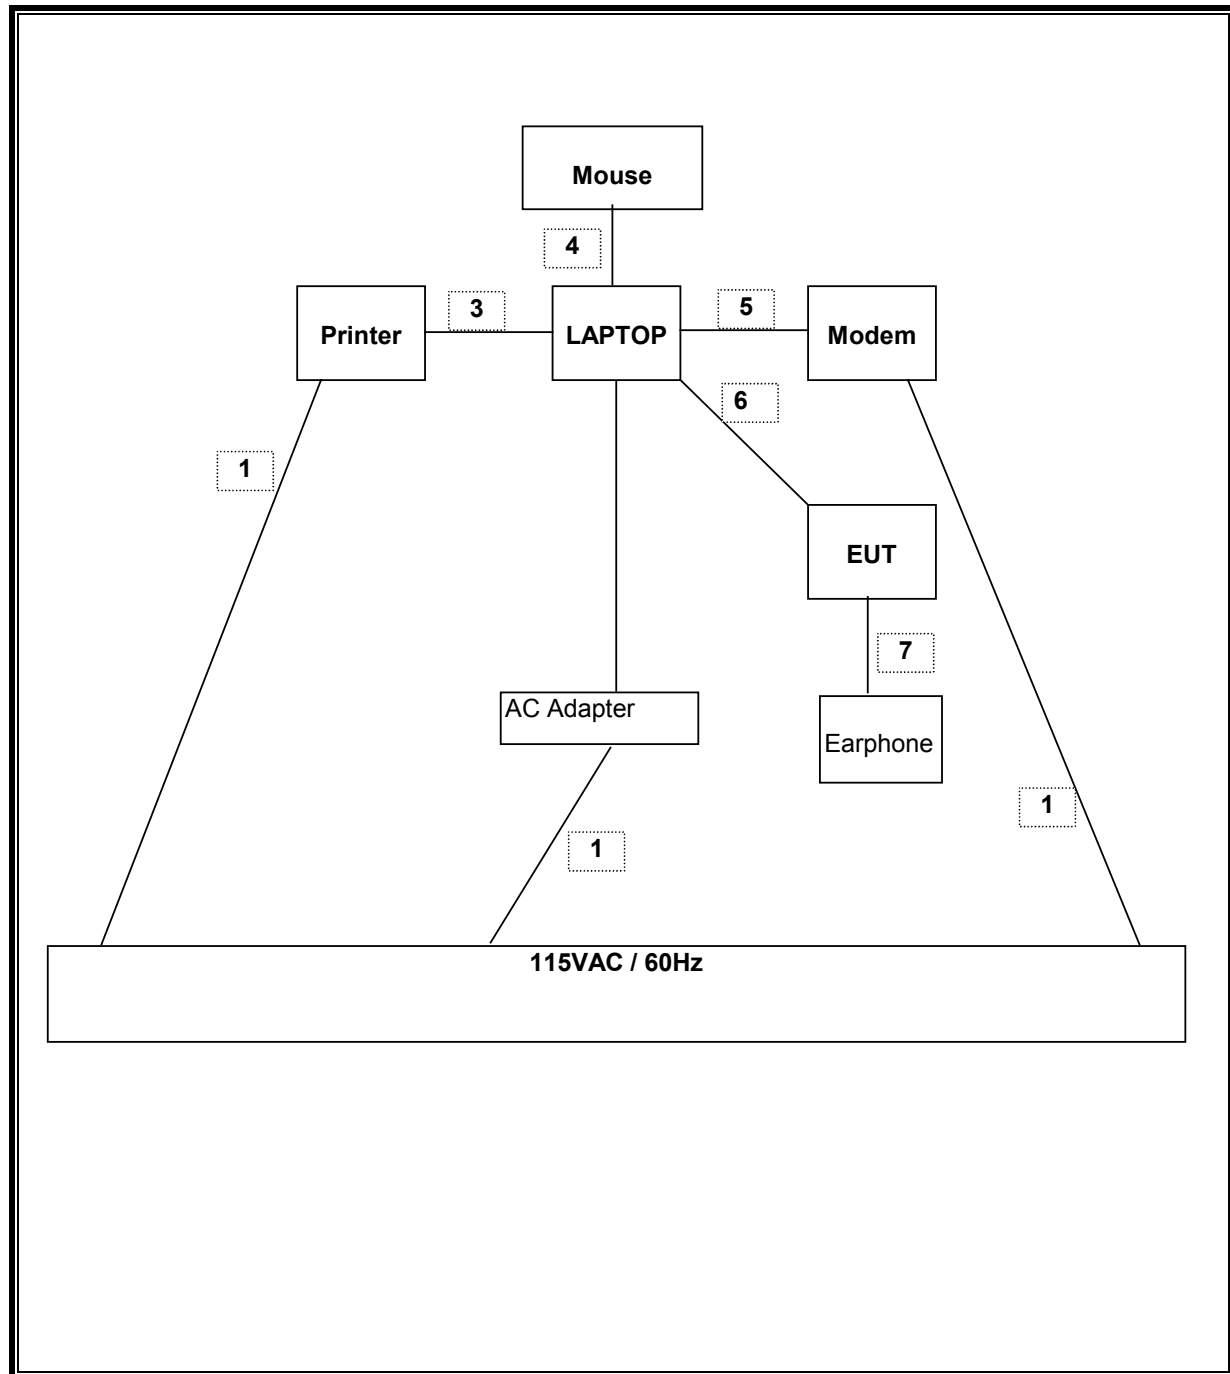 Mouse
4
3
5
Printer
LAPTOP
Modem
6
1
EUT
7
AC Adapter
Earphone
1
1
115VAC / 60Hz